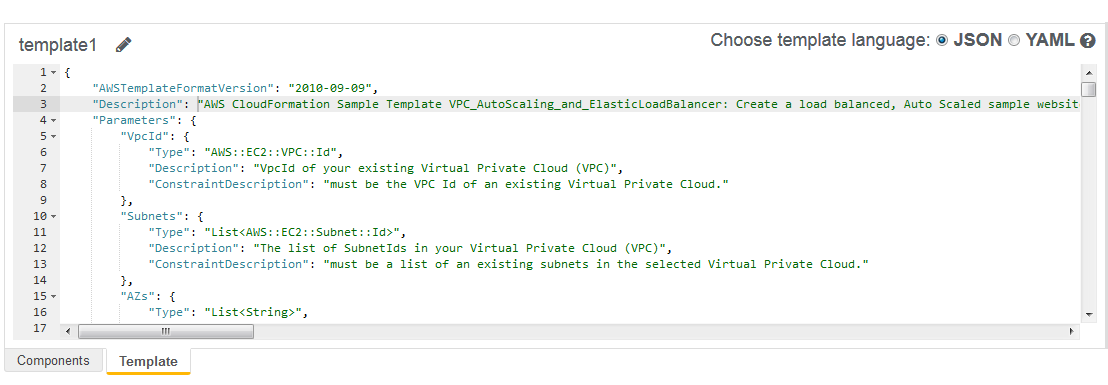 template1
Choose template language: JSON YAML ?
1 {
2 "AWSTemplateFormatVersion": "2010-09-09",
3 "Description": "AWS CloudFormation Sample Template VPC_AutoScaling_and_ElasticLoadBalancer: Create a load balanced, Auto Scaled sample websit
4 "Parameters": {
5 "VpcId": {
6 "Type": "AWS::EC2::VPC::Id",
7 "Description": "VpcId of your existing Virtual Private Cloud (VPC)",
8 "ConstraintDescription": "must be the VPC Id of an existing Virtual Private Cloud."
9 },
10 "Subnets": {
11 "Type": "List<AWS::EC2::Subnet::Id>",
12 "Description": "The list of SubnetIds in your Virtual Private Cloud (VPC)",
13 "ConstraintDescription": "must be a list of an existing subnets in the selected Virtual Private Cloud."
14 },
15 "AZs": {
16 "Type": "List<String>",
17
Components Template